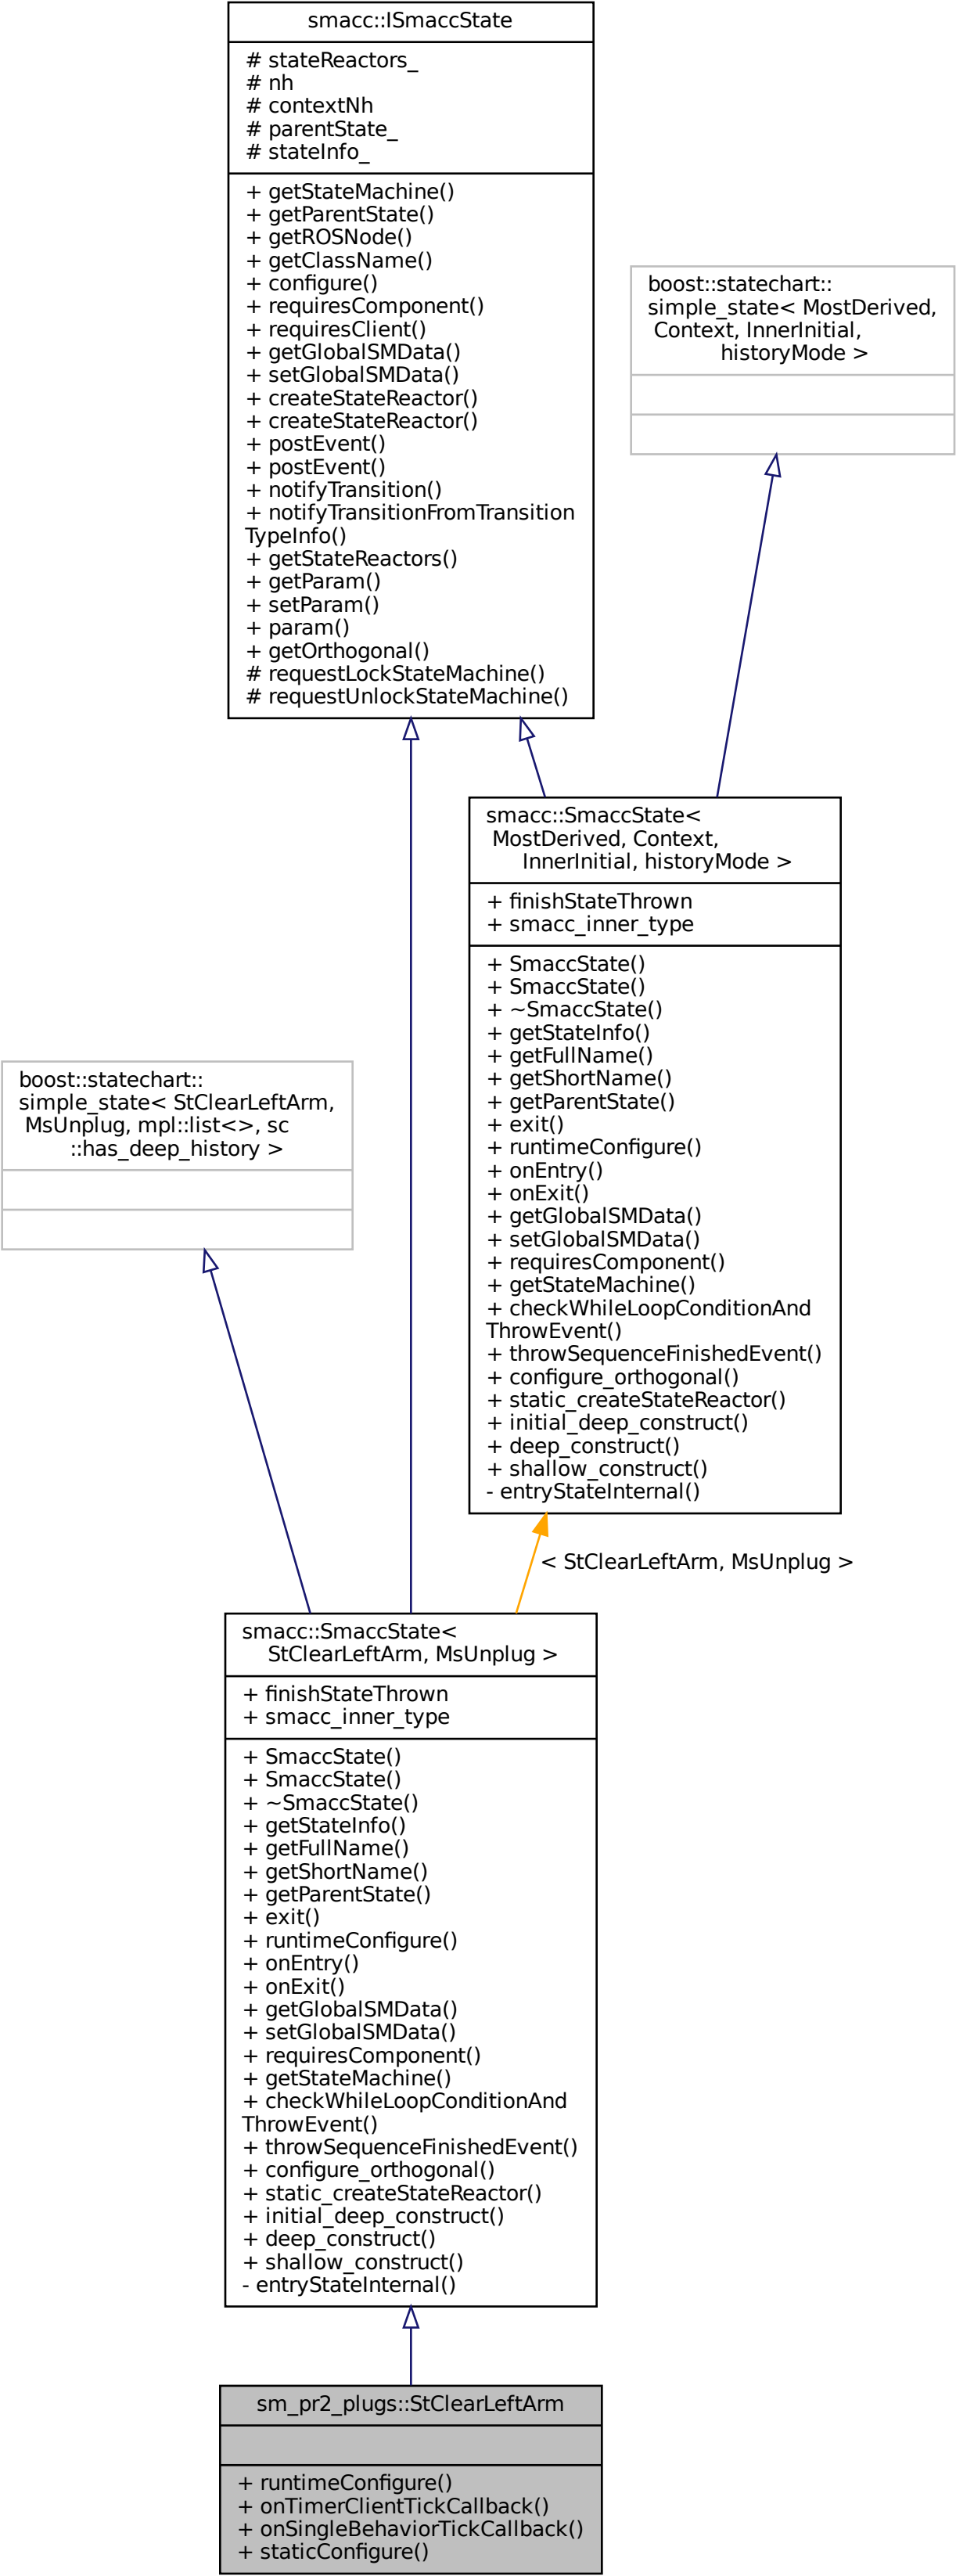 smacc::ISmaccState
# stateReactors_
# nh
# contextNh
# parentState_
# stateInfo_
+ getStateMachine()
+ getParentState()
+ getROSNode()
+ getClassName()
+ configure()
+ requiresComponent()
+ requiresClient()
+ getGlobalSMData()
+ setGlobalSMData()
+ createStateReactor()
+ createStateReactor()
+ postEvent()
+ postEvent()
+ notifyTransition()
+ notifyTransitionFromTransition
TypeInfo()
+ getStateReactors()
+ getParam()
+ setParam()
+ param()
+ getOrthogonal()
# requestLockStateMachine()
# requestUnlockStateMachine()
boost::statechart::
simple_state< MostDerived,
Context, InnerInitial,
historyMode >
smacc::SmaccState<
MostDerived, Context,
InnerInitial, historyMode >
+ finishStateThrown
+ smacc_inner_type
+ SmaccState()
+ SmaccState()
+ ~SmaccState()
+ getStateInfo()
+ getFullName()
+ getShortName()
+ getParentState()
+ exit()
+ runtimeConfigure()
+ onEntry()
+ onExit()
+ getGlobalSMData()
+ setGlobalSMData()
+ requiresComponent()
+ getStateMachine()
+ checkWhileLoopConditionAnd
ThrowEvent()
+ throwSequenceFinishedEvent()
+ configure_orthogonal()
+ static_createStateReactor()
+ initial_deep_construct()
+ deep_construct()
+ shallow_construct()
- entryStateInternal()
boost::statechart::
simple_state< StClearLeftArm,
MsUnplug, mpl::list<>, sc
::has_deep_history >
< StClearLeftArm, MsUnplug >
smacc::SmaccState<
StClearLeftArm, MsUnplug >
+ finishStateThrown
+ smacc_inner_type
+ SmaccState()
+ SmaccState()
+ ~SmaccState()
+ getStateInfo()
+ getFullName()
+ getShortName()
+ getParentState()
+ exit()
+ runtimeConfigure()
+ onEntry()
+ onExit()
+ getGlobalSMData()
+ setGlobalSMData()
+ requiresComponent()
+ getStateMachine()
+ checkWhileLoopConditionAnd
ThrowEvent()
+ throwSequenceFinishedEvent()
+ configure_orthogonal()
+ static_createStateReactor()
+ initial_deep_construct()
+ deep_construct()
+ shallow_construct()
- entryStateInternal()
sm_pr2_plugs::StClearLeftArm
+ runtimeConfigure()
+ onTimerClientTickCallback()
+ onSingleBehaviorTickCallback()
+ staticConfigure()